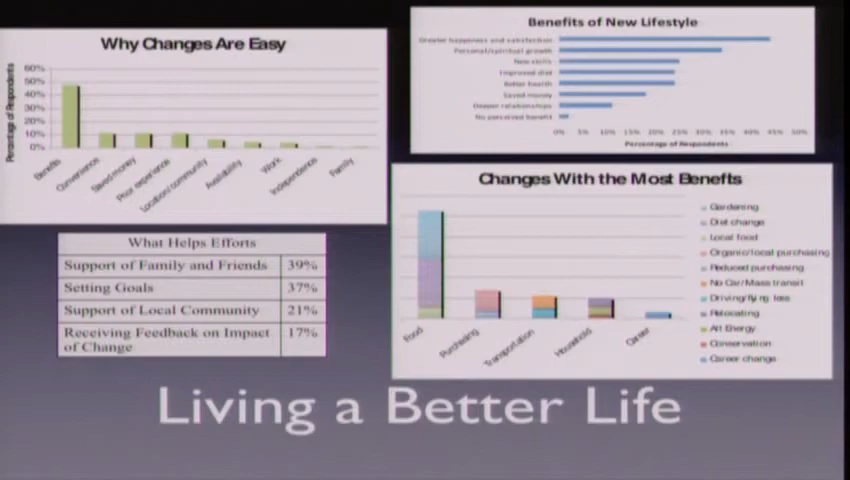 Why Changes Are Easy
Percentage of Respondents
60%
50%
40%
30%
20%
10%
0%
Benefits
Convenience
Saved money
Prior experience
Location/community
Availability
Work
Independence
Family
Benefits of New Lifestyle
Greater happiness and satisfaction
Personal/spiritual growth
New skills
Improved diet
Better health
Saved money
Deeper relationships
No perceived benefit
0% 5% 10% 15% 20% 25% 30% 35% 40% 45% 50%
Percentage of Respondents
What Helps Efforts
Support of Family and Friends 39%
Setting Goals 37%
Support of Local Community 21%
Receiving Feedback on Impact 17%
of Change
Changes With the Most Benefits
Food
Purchasing
Transportation
Household
Career
Gardening
Diet change
Local food
Organic/local purchasing
Reduced purchasing
No Car/Mass transit
Driving/flying less
Relocating
Alt Energy
Conservation
Career change
Living a Better Life